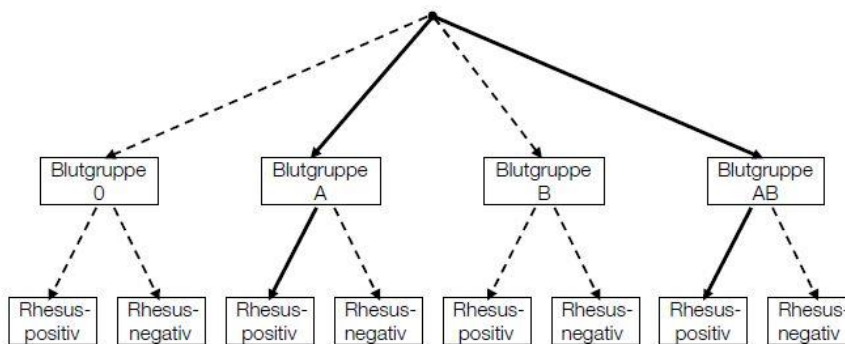 Blutgruppe
0
Blutgruppe
A
Blutgruppe
B
Blutgruppe
AB
Rhesus-
positiv
Rhesus-
negativ
Rhesus-
positiv
Rhesus-
negativ
Rhesus-
positiv
Rhesus-
negativ
Rhesus-
positiv
Rhesus-
negativ